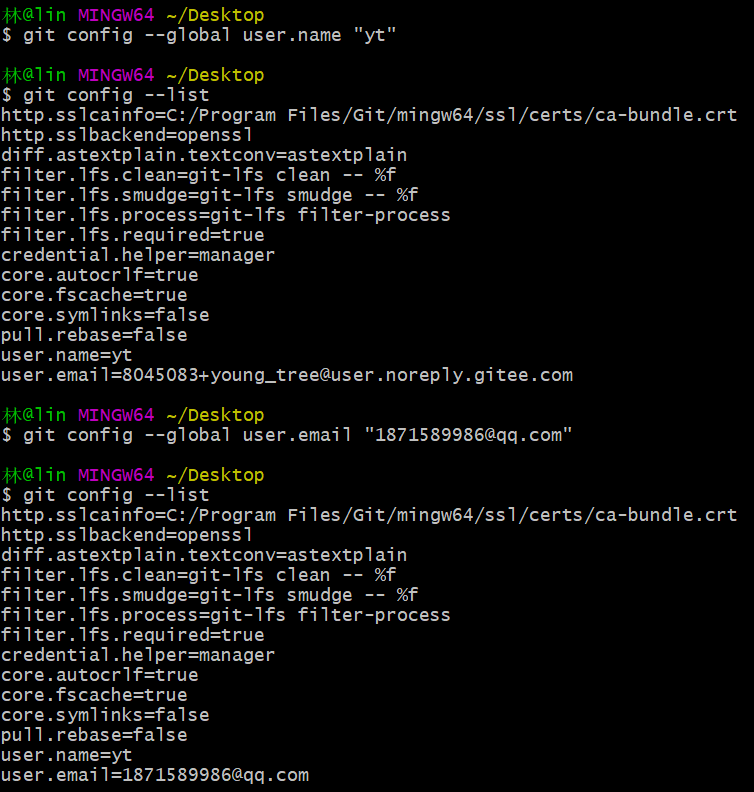 林@lin MINGW64 ~/Desktop
$ git config --global user.name "yt"
林@lin MINGW64 ~/Desktop
$ git config --list
http.sslcainfo=C:/Program Files/Git/mingw64/ssl/certs/ca-bundle.crt
http.sslbackend=openssl
diff.astextplain.textconv=astextplain
filter.lfs.clean=git-lfs clean -- %f
filter.lfs.smudge=git-lfs smudge -- %f
filter.lfs.process=git-lfs filter-process
filter.lfs.required=true
credential.helper=manager
core.autocrlf=true
core.fscache=true
core.symlinks=false
pull.rebase=false
user.name=yt
user.email=8045083+young_tree@user.noreply.gitee.com
林@lin MINGW64 ~/Desktop
$ git config --global user.email "1871589986@qq.com"
林@lin MINGW64 ~/Desktop
$ git config --list
http.sslcainfo=C:/Program Files/Git/mingw64/ssl/certs/ca-bundle.crt
http.sslbackend=openssl
diff.astextplain.textconv=astextplain
filter.lfs.clean=git-lfs clean -- %f
filter.lfs.smudge=git-lfs smudge -- %f
filter.lfs.process=git-lfs filter-process
filter.lfs.required=true
credential.helper=manager
core.autocrlf=true
core.fscache=true
core.symlinks=false
pull.rebase=false
user.name=yt
user.email=1871589986@qq.com